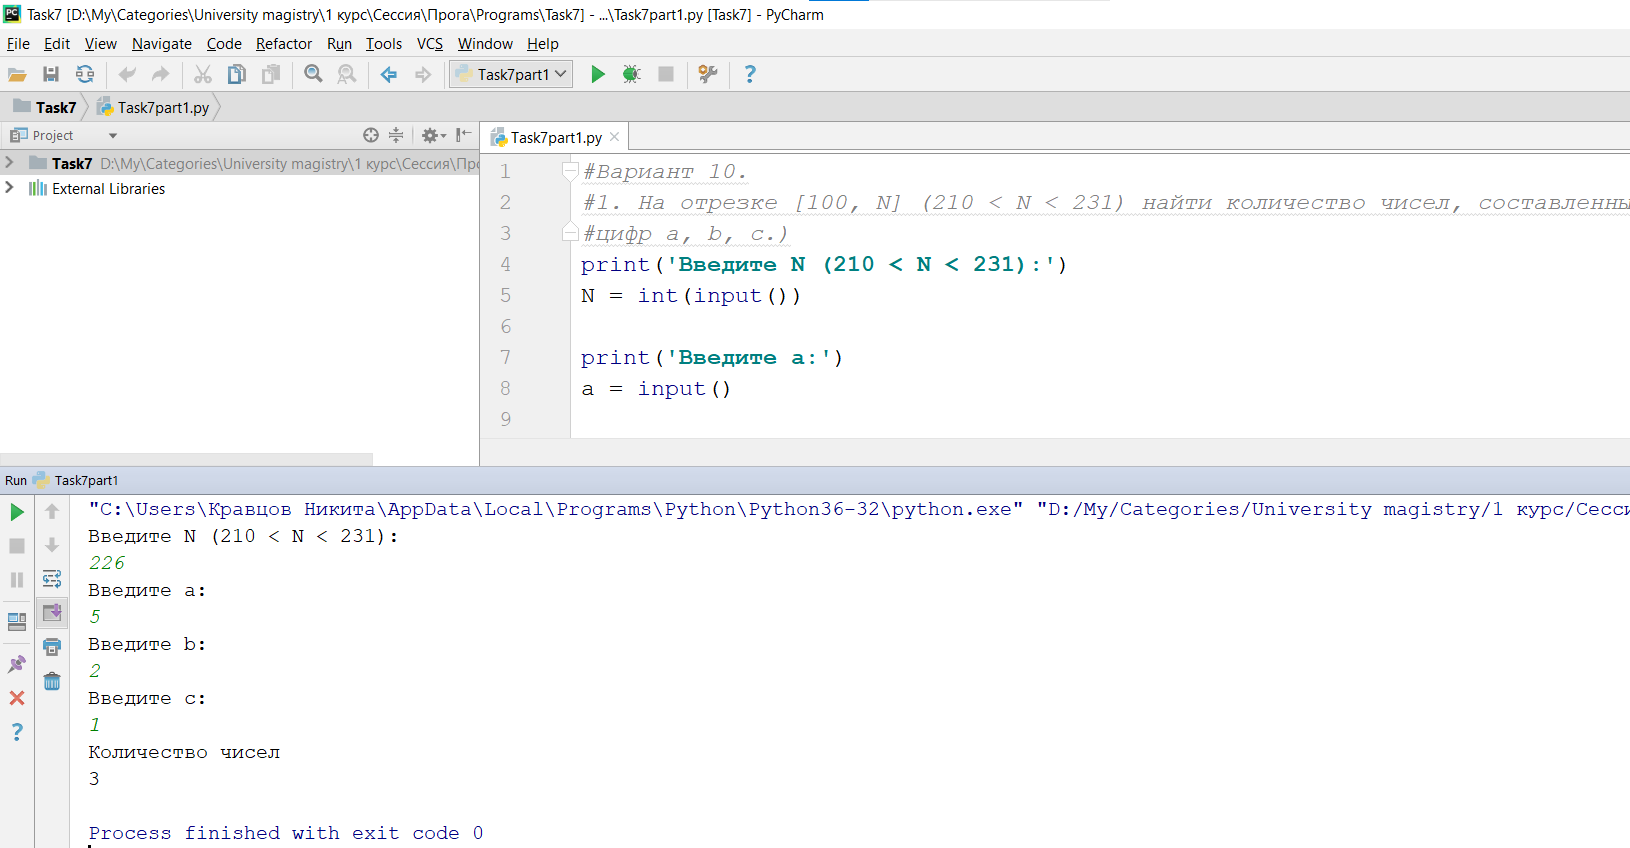 PC Task7 [D:\My\Categories\University magistry\1 курс\Сессия\Прога\Programs\Task7] - ...\Task7part1.py [Task7] - PyCharm
File Edit View Navigate Code Refactor Run Tools VCS Window Help
Task7part1 ?
Task7 Task7part1.py
Project
Task7part1.py
Task7 D:\My\Categories\University magistry\1 курс\Сессия\Про
External Libraries
1 #Вариант 10.
2 #1. На отрезке [100, N] (210 < N < 231) найти количество чисел, составленны
3 #цифр a, b, c.)
4 print('Введите N (210 < N < 231):')
5 N = int(input())
6
7 print('Введите a:')
8 a = input()
9
Run Task7part1
"C:\Users\Кравцов Никита\AppData\Local\Programs\Python\Python36-32\python.exe" "D:/My/Categories/University magistry/1 курс/Сесси
Введите N (210 < N < 231):
226
Введите a:
5
Введите b:
2
Введите c:
1
Количество чисел
3
Process finished with exit code 0
?